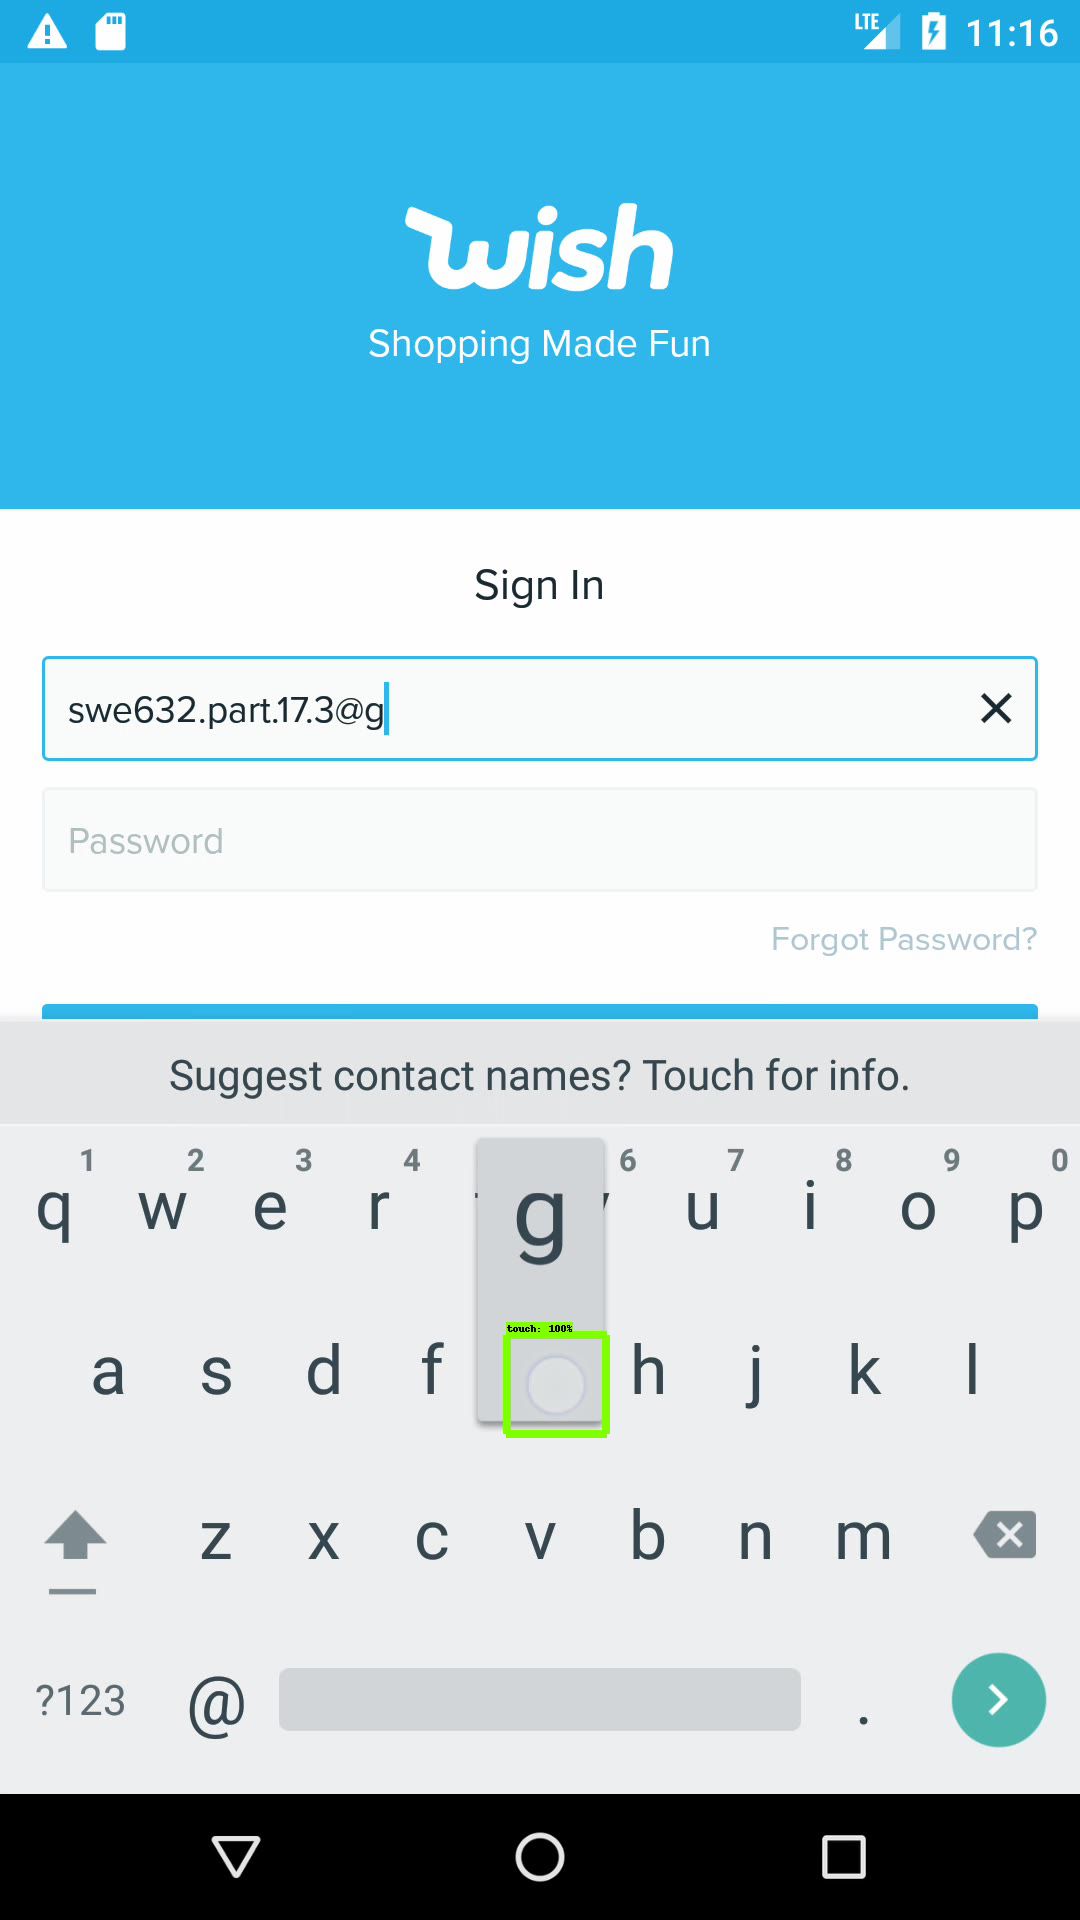 LTE 11:16
wish
Shopping Made Fun
Sign In
swe632.part.17.3@g
Password
Forgot Password?
Suggest contact names? Touch for info.
1 2 3 4 6 7 8 9 0
q w e r u i o p
g
touch: 100%
a s d f h j k l
z x c v b n m
?123 @ .